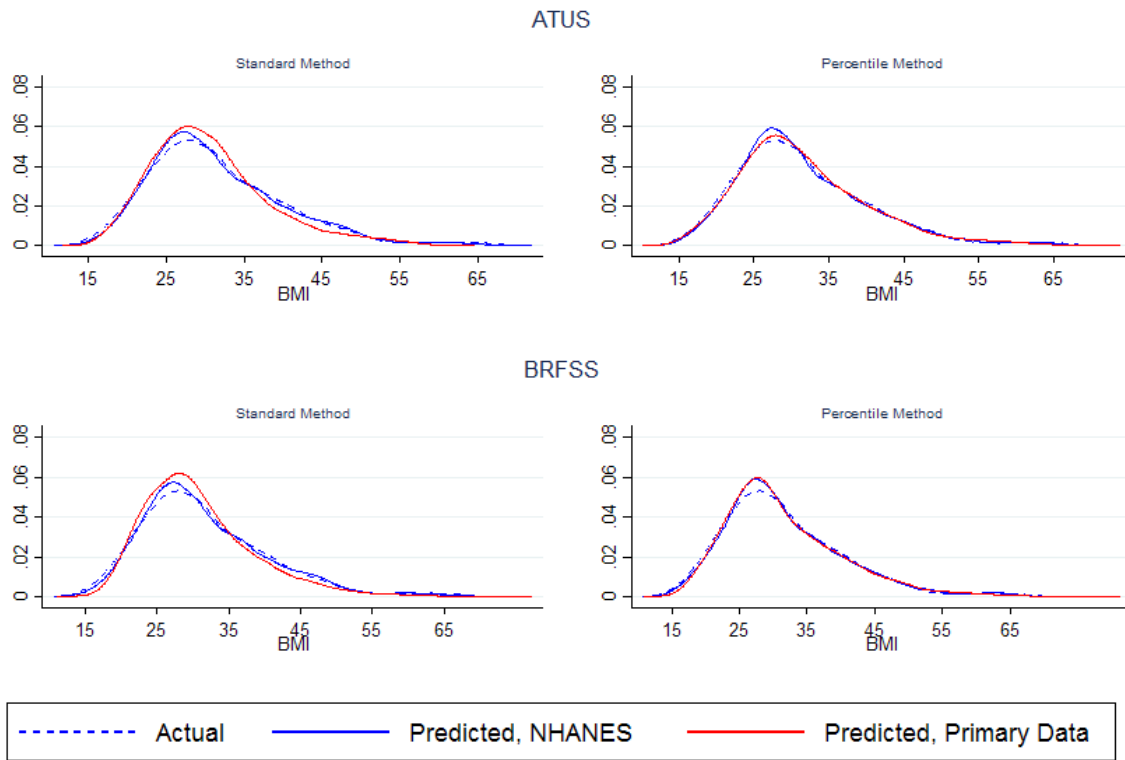 ATUS
Standard Method
Percentile Method
.08
.06
.04
.02
0
15 25 35 45 55 65
BMI
.08
.06
.04
.02
0
15 25 35 45 55 65
BMI
BRFSS
Standard Method
Percentile Method
.08
.06
.04
.02
0
15 25 35 45 55 65
BMI
.08
.06
.04
.02
0
15 25 35 45 55 65
BMI
Actual Predicted, NHANES Predicted, Primary Data